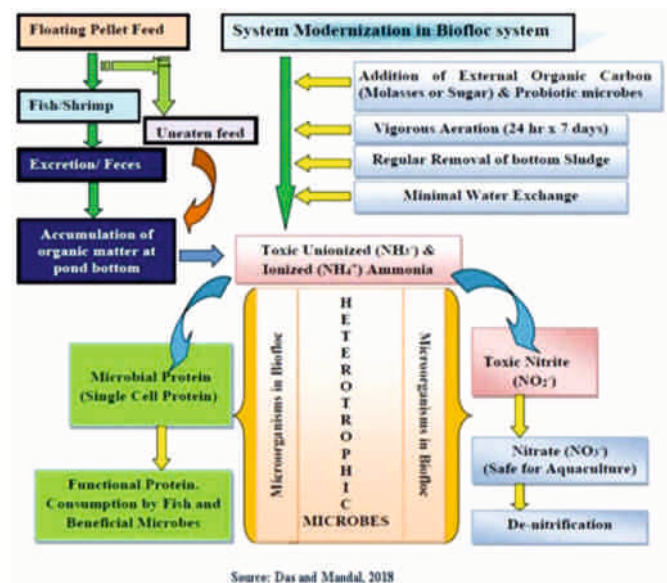 Floating Pellet Feed
System Modernization in Biofloc system
Addition of External Organic Carbon
(Molasses or Sugar) & Probiotic microbes
Fish/Shrimp
Uneaten feed
Vigorous Aeration (24 hr x 7 days)
Regular Removal of bottom Sludge
Excretion/ Feces
Minimal Water Exchange
Accumulation of
organic matter at
pond bottom
Toxic Unionized (NH₃⁻) &
Ionized (NH₄⁺) Ammonia
Microbial Protein
(Single Cell Protein)
Functional Protein.
Consumption by Fish and
Beneficial Microbes
Microorganisms in Biofloc
HETEROTROPHIC
MICROBES
Microorganisms in Biofloc
Toxic Nitrite
(NO₂⁻)
Nitrate (NO₃⁻)
(Safe for Aquaculture)
De-nitrification
Source: Das and Mandal, 2018